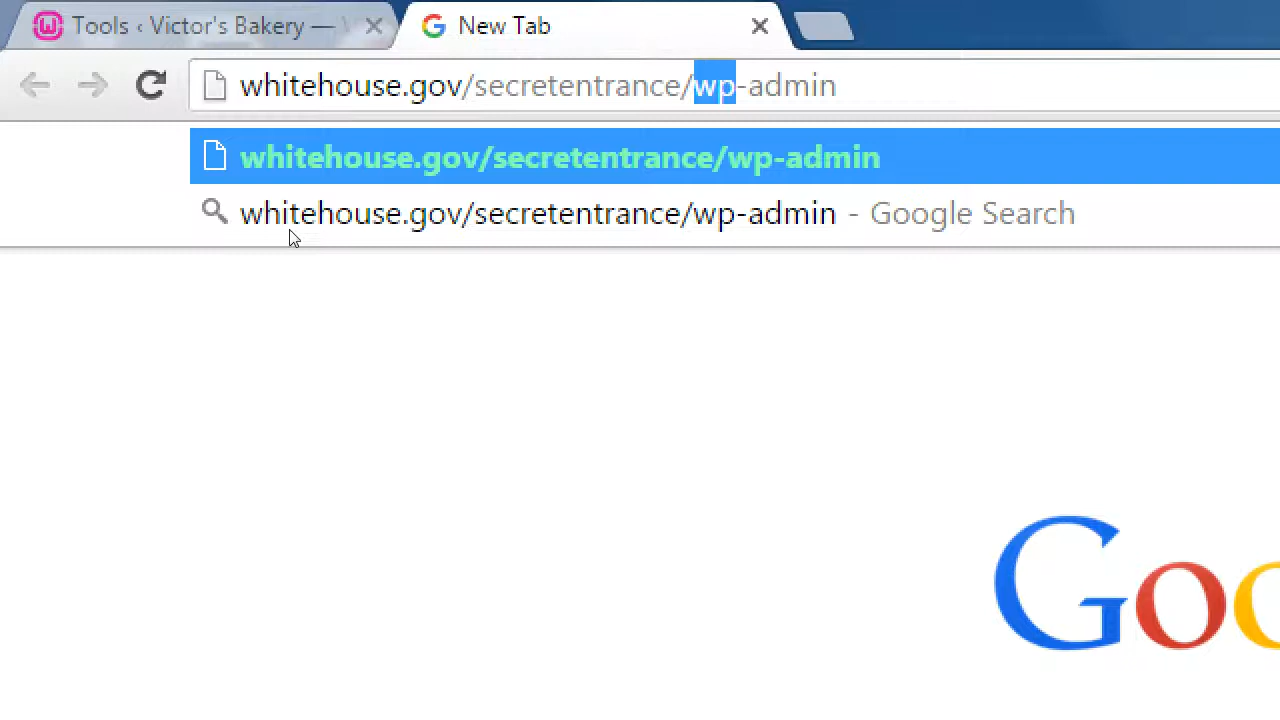 Tools ‹ Victor's Bakery —
New Tab
whitehouse.gov/secretentrance/wp-admin
whitehouse.gov/secretentrance/wp-admin
whitehouse.gov/secretentrance/wp-admin - Google Search
Goo